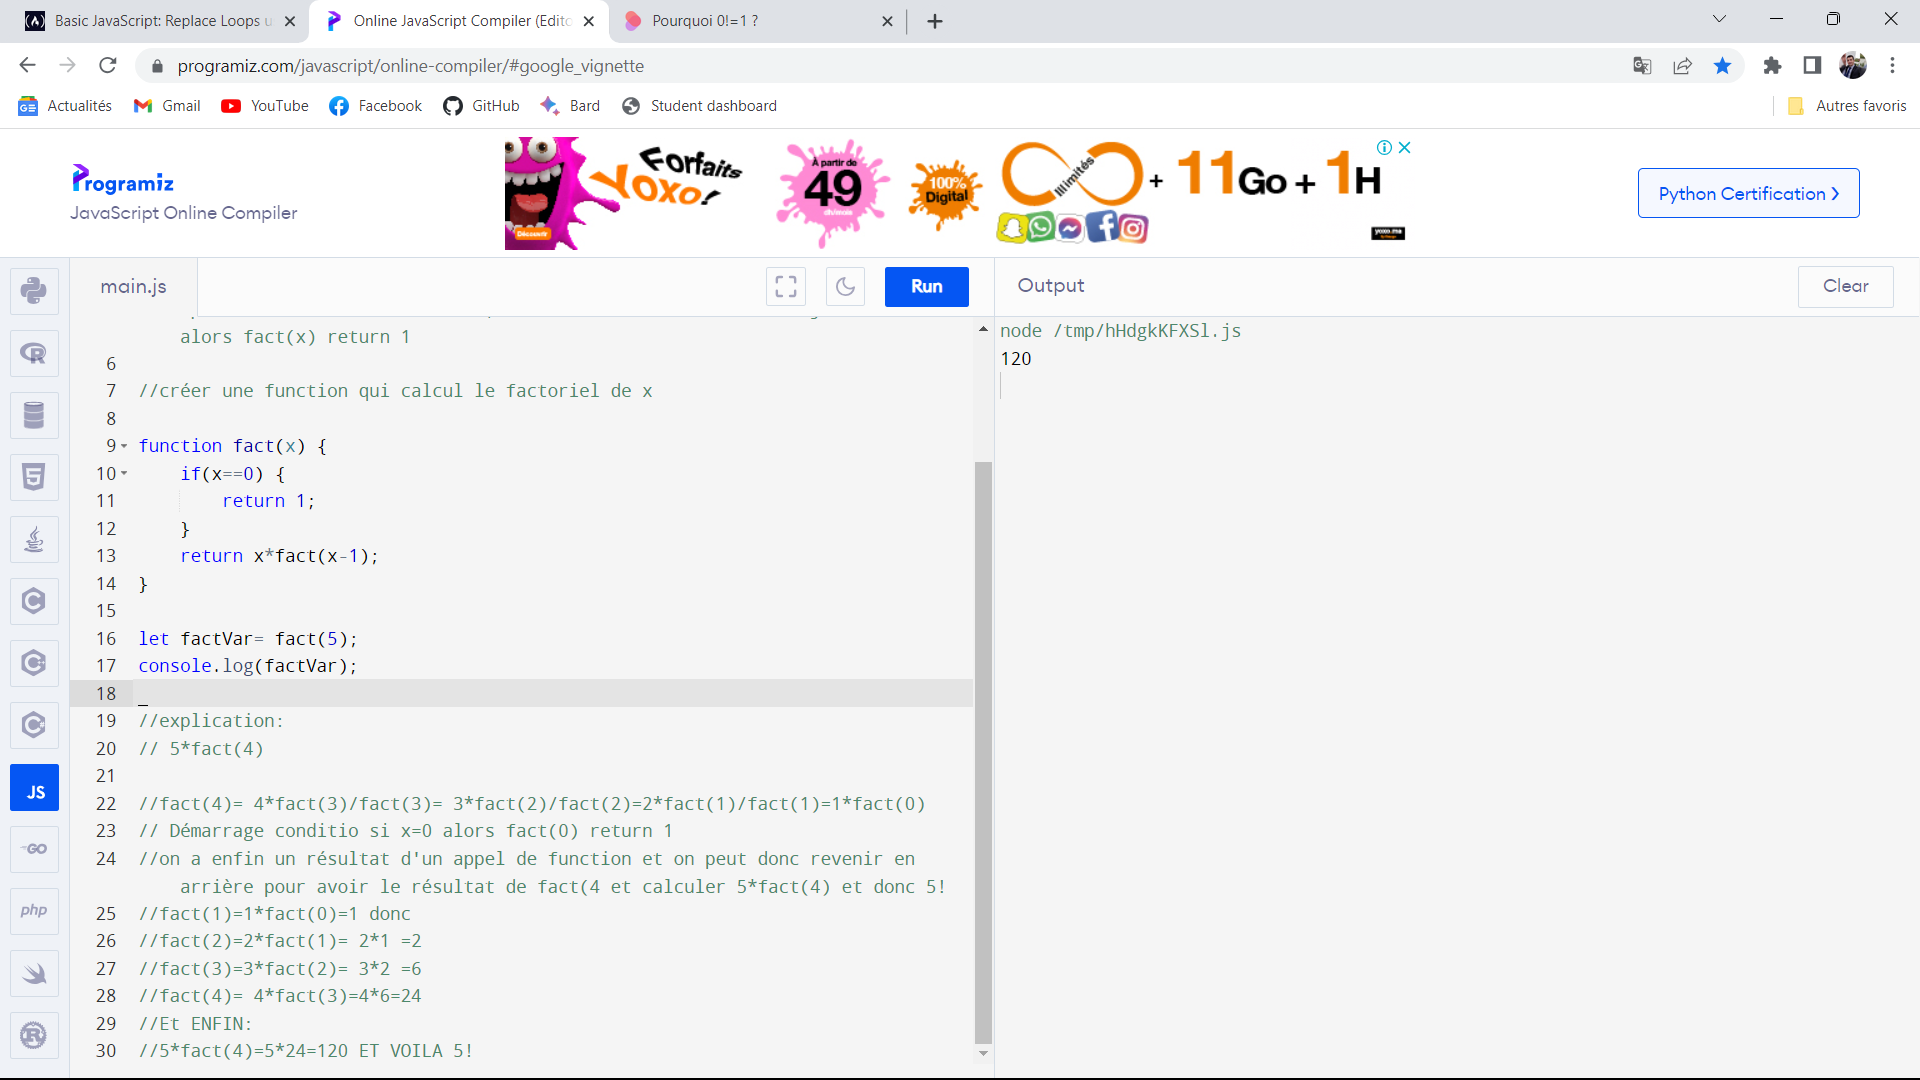 Basic JavaScript: Replace Loops u
Online JavaScript Compiler (Edito
Pourquoi 0!=1 ?
programiz.com/javascript/online-compiler/#google_vignette
Actualités
Gmail
YouTube
Facebook
GitHub
Bard
Student dashboard
Autres favoris
Programiz
JavaScript Online Compiler
Forfaits
YOXO!
Découvrir
À partir de
49
dh/mois
100%
Digital
Illimités
+ 11Go + 1H
yoxo.ma
Python Certification ❯
main.js
Run
Output
Clear
alors fact(x) return 1
6
7 //créer une function qui calcul le factoriel de x
8
9 function fact(x) {
10 if(x==0) {
11 return 1;
12 }
13 return x*fact(x-1);
14 }
15
16 let factVar= fact(5);
17 console.log(factVar);
18
19 //explication:
20 // 5*fact(4)
21
22 //fact(4)= 4*fact(3)/fact(3)= 3*fact(2)/fact(2)=2*fact(1)/fact(1)=1*fact(0)
23 // Démarrage conditio si x=0 alors fact(0) return 1
24 //on a enfin un résultat d'un appel de function et on peut donc revenir en
arrière pour avoir le résultat de fact(4 et calculer 5*fact(4) et donc 5!
25 //fact(1)=1*fact(0)=1 donc
26 //fact(2)=2*fact(1)= 2*1 =2
27 //fact(3)=3*fact(2)= 3*2 =6
28 //fact(4)= 4*fact(3)=4*6=24
29 //Et ENFIN:
30 //5*fact(4)=5*24=120 ET VOILA 5!
node /tmp/hHdgkKFXSl.js
120
R
5
C
C
C
JS
GO
php
R